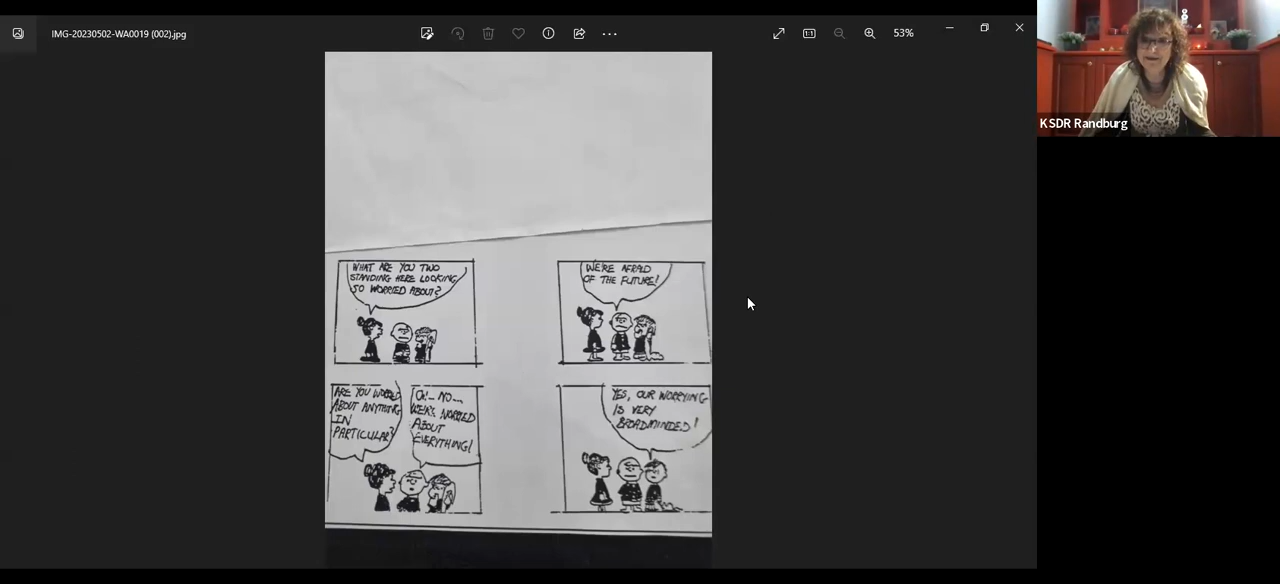 IMG-20230502-WA0019 (002).jpg
53%
KSDR Randburg
WHAT ARE YOU TWO
STANDING HERE LOOKING
SO WORRIED ABOUT?
WE'RE AFRAID
OF THE FUTURE!
ARE YOU WORRIED
ABOUT ANYTHING
IN
PARTICULAR?
OH!.. NO...
WE'RE WORRIED
ABOUT
EVERYTHING!
YES, OUR WORRYING
IS VERY
BROADMINDED!